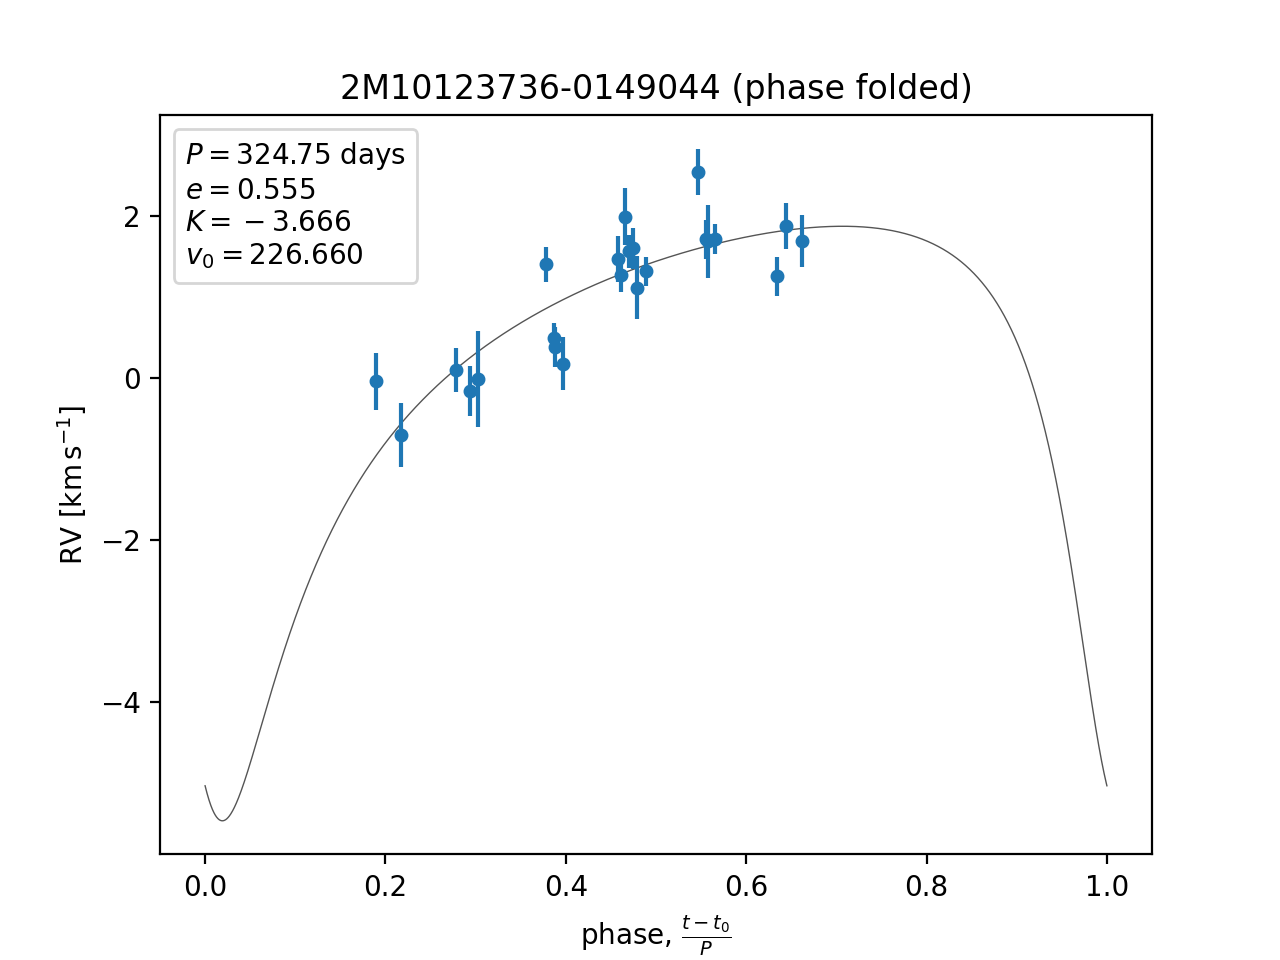 2M10123736-0149044 (phase folded)
P = 324.75 days
e = 0.555
K = −3.666
v₀ = 226.660
RV [km s⁻¹]
2
0
−2
−4
0.0 0.2 0.4 0.6 0.8 1.0
phase, (t − t₀)/P